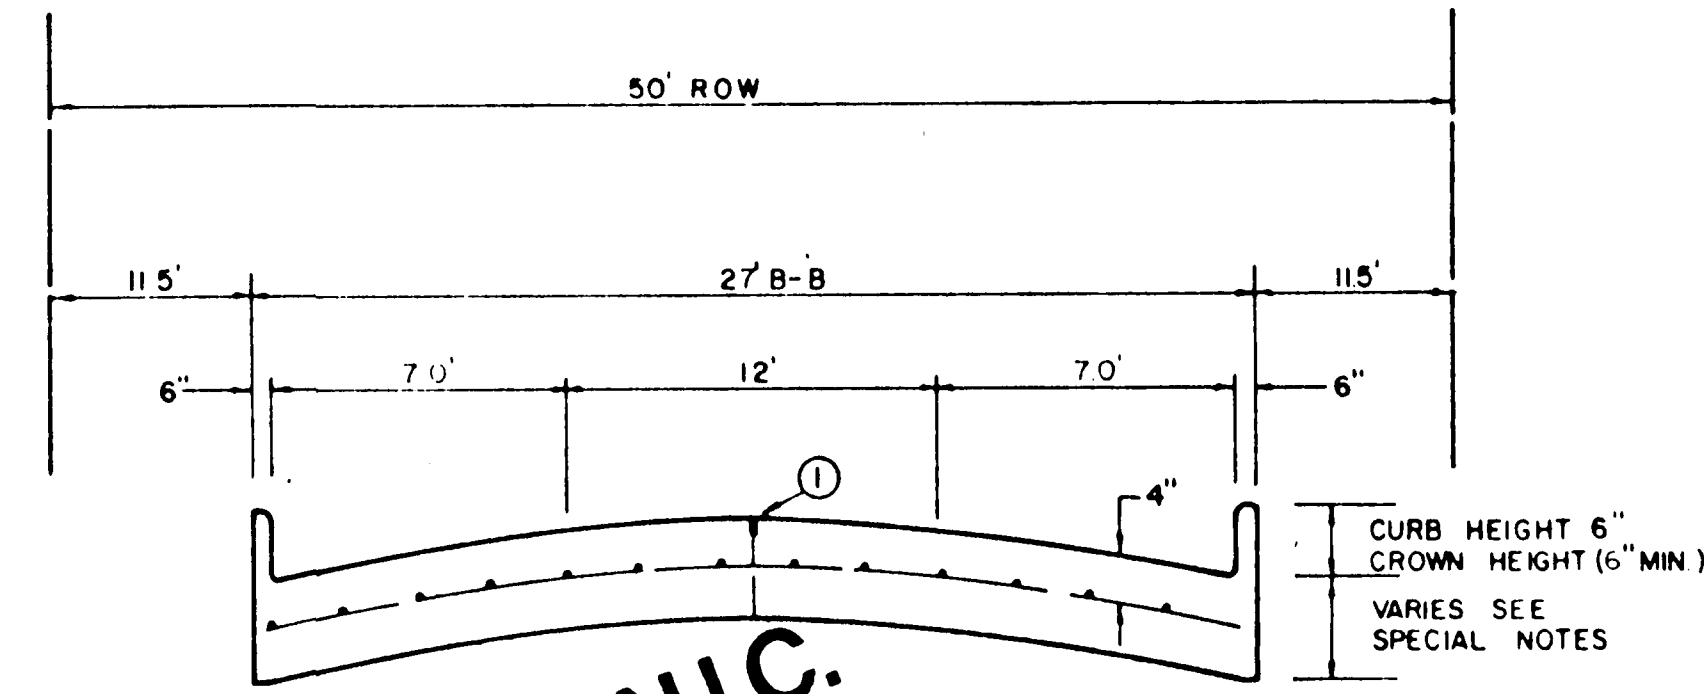 50' ROW
11.5' 27' B-B 11.5'
6" 7.0' 12' 7.0' 6"
1
4"
CURB HEIGHT 6"
CROWN HEIGHT (6" MIN.)
VARIES SEE
SPECIAL NOTES